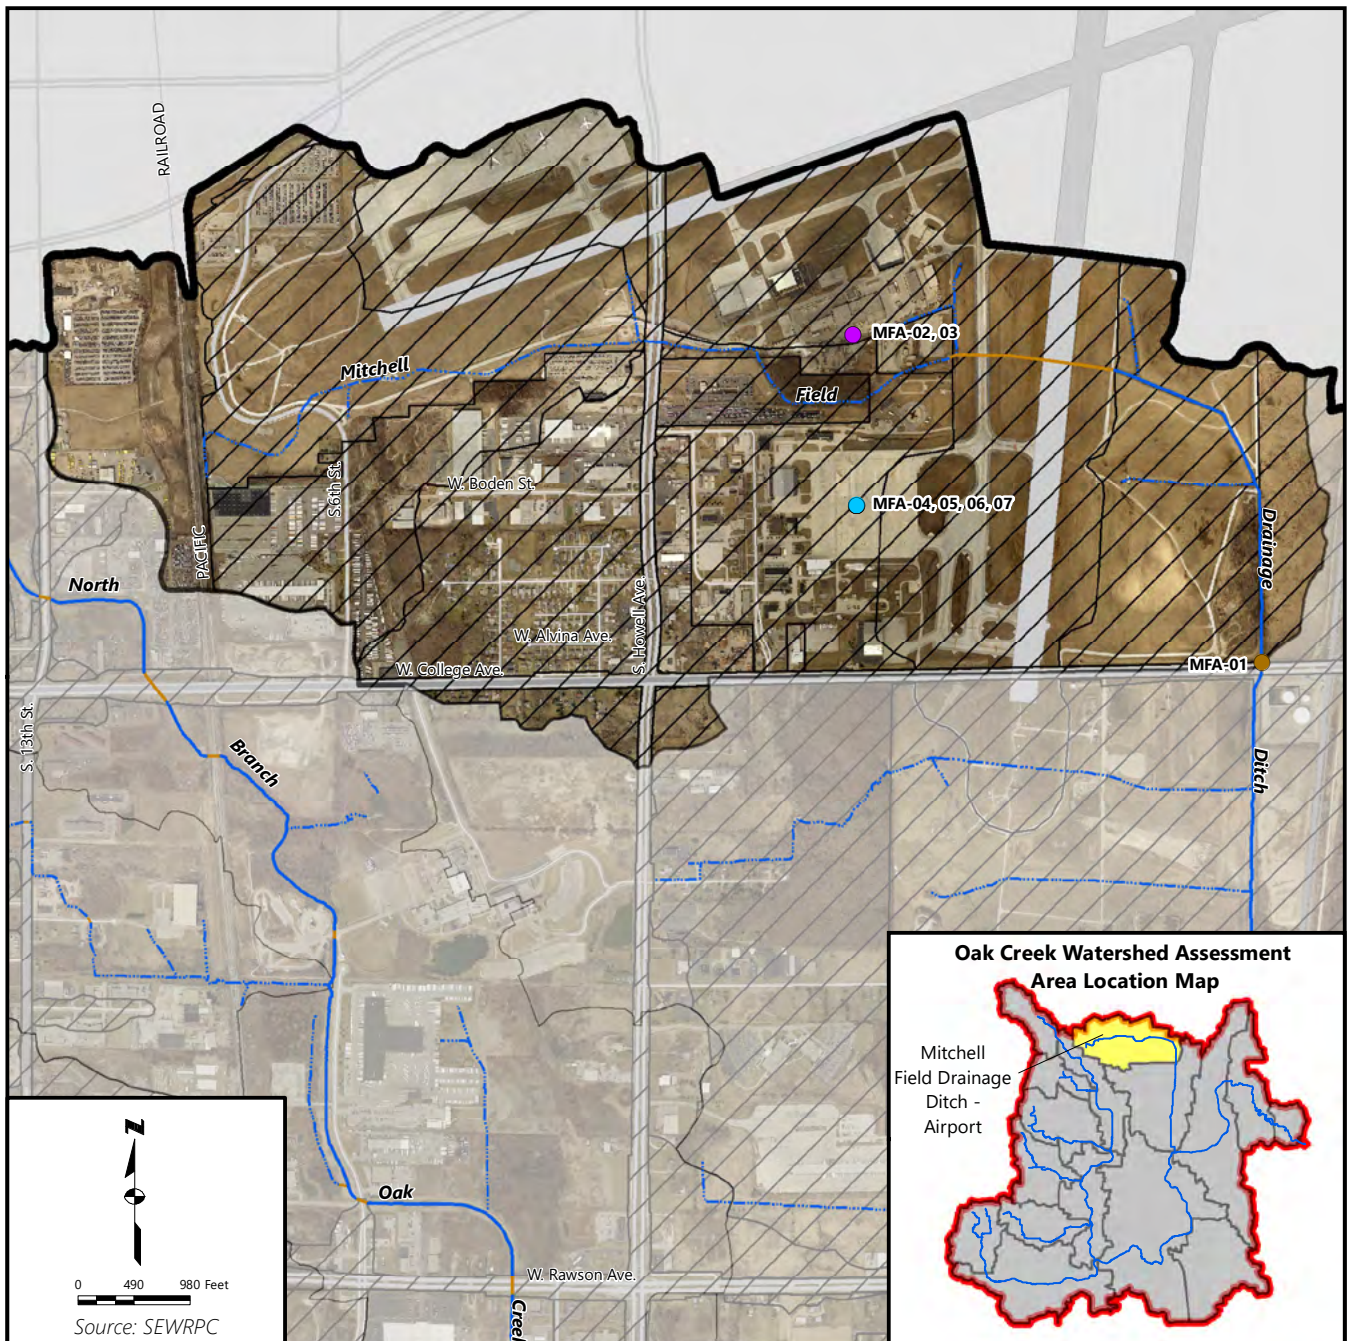 RAILROAD
Mitchell
MFA-02, 03
Field
S.6th St.
W. Boden St.
MFA-04, 05, 06, 07
PACIFIC
Drainage
North
S. Howell Ave.
W. Alvina Ave.
W. College Ave.
MFA-01
S. 13th St.
Branch
Ditch
Oak
W. Rawson Ave.
Creek
Oak Creek Watershed Assessment
Area Location Map
Mitchell
Field Drainage
Ditch -
Airport
N
0 490 980 Feet
Source: SEWRPC